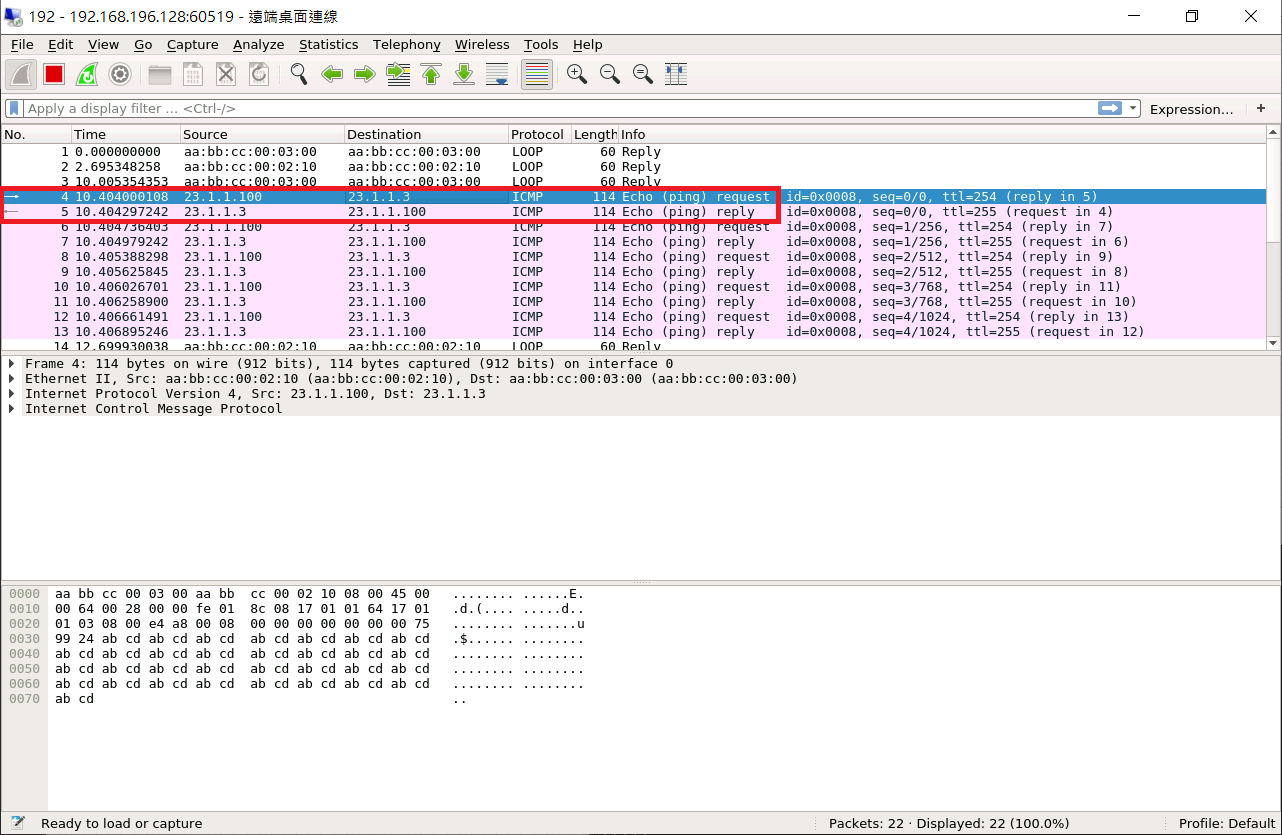 192 - 192.168.196.128:60519 - 遠端桌面連線
File Edit View Go Capture Analyze Statistics Telephony Wireless Tools Help
Apply a display filter ... <Ctrl-/> Expression... +
No. Time Source Destination Protocol Length Info
1 0.000000000 aa:bb:cc:00:03:00 aa:bb:cc:00:03:00 LOOP 60 Reply
2 2.695348258 aa:bb:cc:00:02:10 aa:bb:cc:00:02:10 LOOP 60 Reply
3 10.005354353 aa:bb:cc:00:03:00 aa:bb:cc:00:03:00 LOOP 60 Reply
4 10.404000108 23.1.1.100 23.1.1.3 ICMP 114 Echo (ping) request id=0x0008, seq=0/0, ttl=254 (reply in 5)
5 10.404297242 23.1.1.3 23.1.1.100 ICMP 114 Echo (ping) reply id=0x0008, seq=0/0, ttl=255 (request in 4)
6 10.404736403 23.1.1.100 23.1.1.3 ICMP 114 Echo (ping) request id=0x0008, seq=1/256, ttl=254 (reply in 7)
7 10.404979242 23.1.1.3 23.1.1.100 ICMP 114 Echo (ping) reply id=0x0008, seq=1/256, ttl=255 (request in 6)
8 10.405388298 23.1.1.100 23.1.1.3 ICMP 114 Echo (ping) request id=0x0008, seq=2/512, ttl=254 (reply in 9)
9 10.405625845 23.1.1.3 23.1.1.100 ICMP 114 Echo (ping) reply id=0x0008, seq=2/512, ttl=255 (request in 8)
10 10.406026701 23.1.1.100 23.1.1.3 ICMP 114 Echo (ping) request id=0x0008, seq=3/768, ttl=254 (reply in 11)
11 10.406258900 23.1.1.3 23.1.1.100 ICMP 114 Echo (ping) reply id=0x0008, seq=3/768, ttl=255 (request in 10)
12 10.406661491 23.1.1.100 23.1.1.3 ICMP 114 Echo (ping) request id=0x0008, seq=4/1024, ttl=254 (reply in 13)
13 10.406895246 23.1.1.3 23.1.1.100 ICMP 114 Echo (ping) reply id=0x0008, seq=4/1024, ttl=255 (request in 12)
14 12.699930038 aa:bb:cc:00:02:10 aa:bb:cc:00:02:10 LOOP 60 Reply
Frame 4: 114 bytes on wire (912 bits), 114 bytes captured (912 bits) on interface 0
Ethernet II, Src: aa:bb:cc:00:02:10 (aa:bb:cc:00:02:10), Dst: aa:bb:cc:00:03:00 (aa:bb:cc:00:03:00)
Internet Protocol Version 4, Src: 23.1.1.100, Dst: 23.1.1.3
Internet Control Message Protocol
0000 aa bb cc 00 03 00 aa bb cc 00 02 10 08 00 45 00 ........ ......E.
0010 00 64 00 28 00 00 fe 01 8c 08 17 01 01 64 17 01 .d.(.... .....d..
0020 01 03 08 00 e4 a8 00 08 00 00 00 00 00 00 00 75 ........ .......u
0030 99 24 ab cd ab cd ab cd ab cd ab cd ab cd ab cd .$...... ........
0040 ab cd ab cd ab cd ab cd ab cd ab cd ab cd ab cd ........ ........
0050 ab cd ab cd ab cd ab cd ab cd ab cd ab cd ab cd ........ ........
0060 ab cd ab cd ab cd ab cd ab cd ab cd ab cd ab cd ........ ........
0070 ab cd ..
Ready to load or capture Packets: 22 · Displayed: 22 (100.0%) Profile: Default